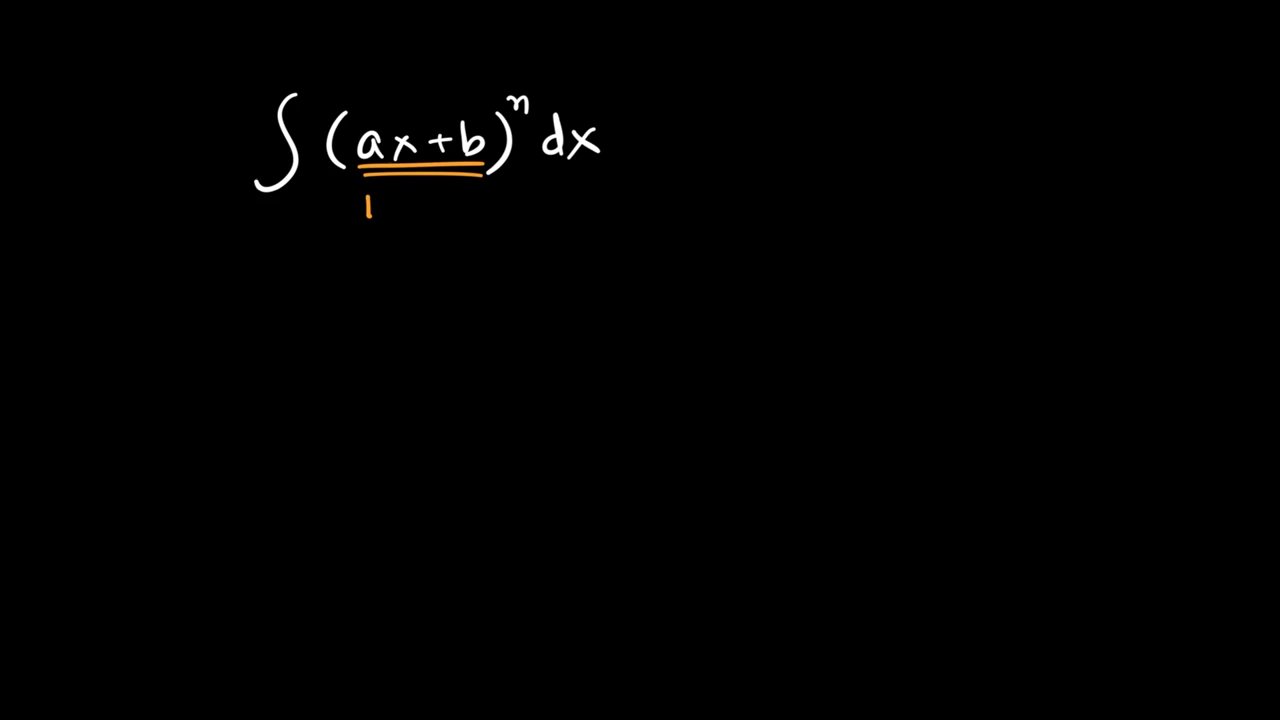 ∫ (ax+b)ⁿ dx